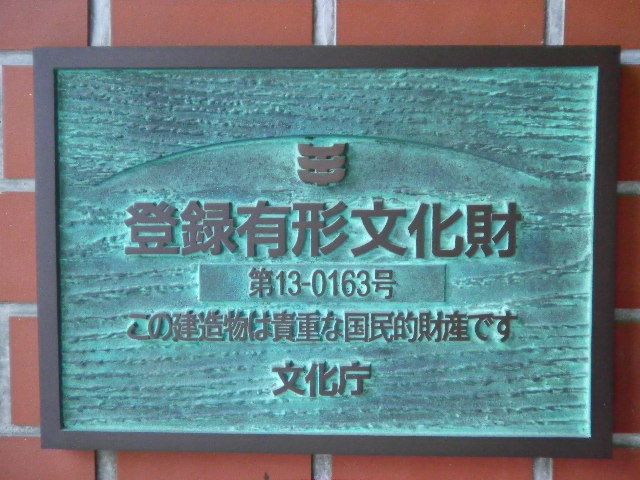 登録有形文化財
第13-0163号
この建造物は貴重な国民的財産です
文化庁